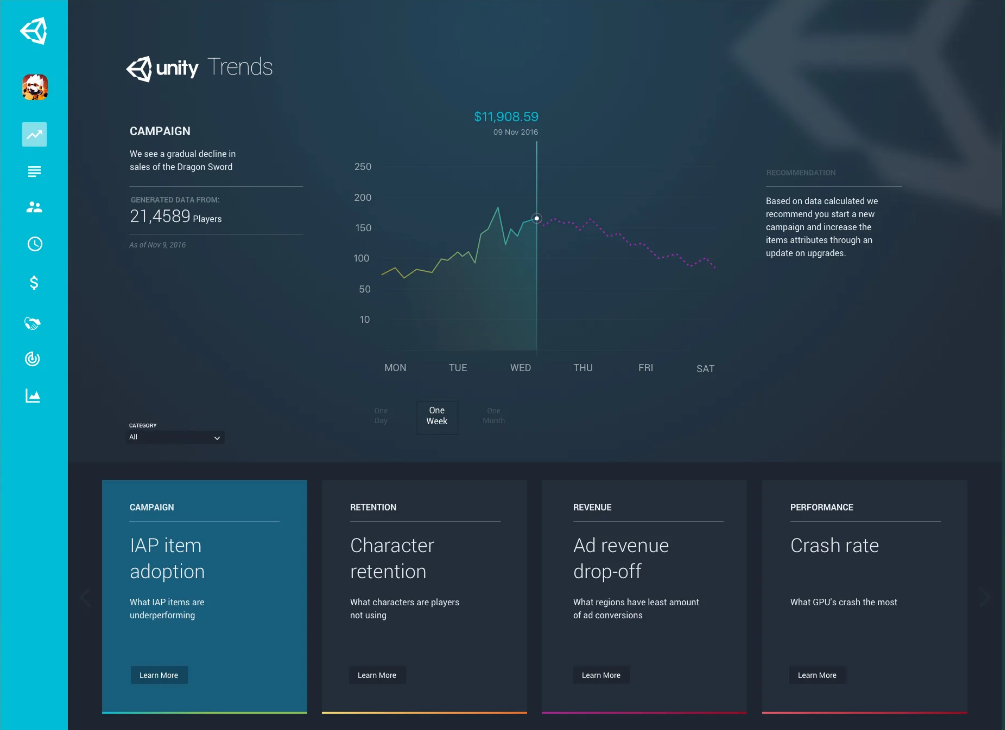 unity Trends
CAMPAIGN
We see a gradual decline in
sales of the Dragon Sword
GENERATED DATA FROM:
21,4589 Players
As of Nov 9, 2016
CATEGORY
All
$11,908.59
09 Nov 2016
250
200
150
100
50
10
MON TUE WED THU FRI SAT
One
Day
One
Week
One
Month
RECOMMENDATION
Based on data calculated we
recommend you start a new
campaign and increase the
items attributes through an
update on upgrades.
CAMPAIGN
IAP item
adoption
What IAP items are
underperforming
Learn More
RETENTION
Character
retention
What characters are players
not using
Learn More
REVENUE
Ad revenue
drop-off
What regions have least amount
of ad conversions
Learn More
PERFORMANCE
Crash rate
What GPU's crash the most
Learn More